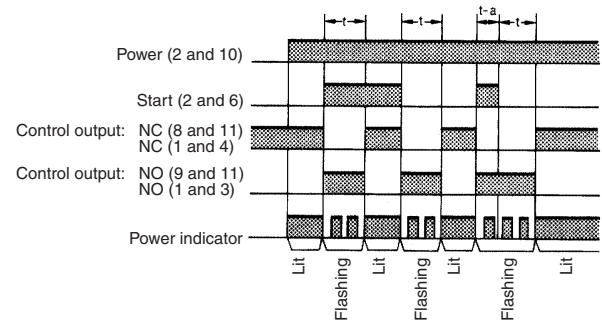 t-a
t t t
Power (2 and 10)
Start (2 and 6)
Control output: NC (8 and 11)
NC (1 and 4)
Control output: NO (9 and 11)
NO (1 and 3)
Power indicator
Lit Flashing Lit Flashing Lit Flashing Lit